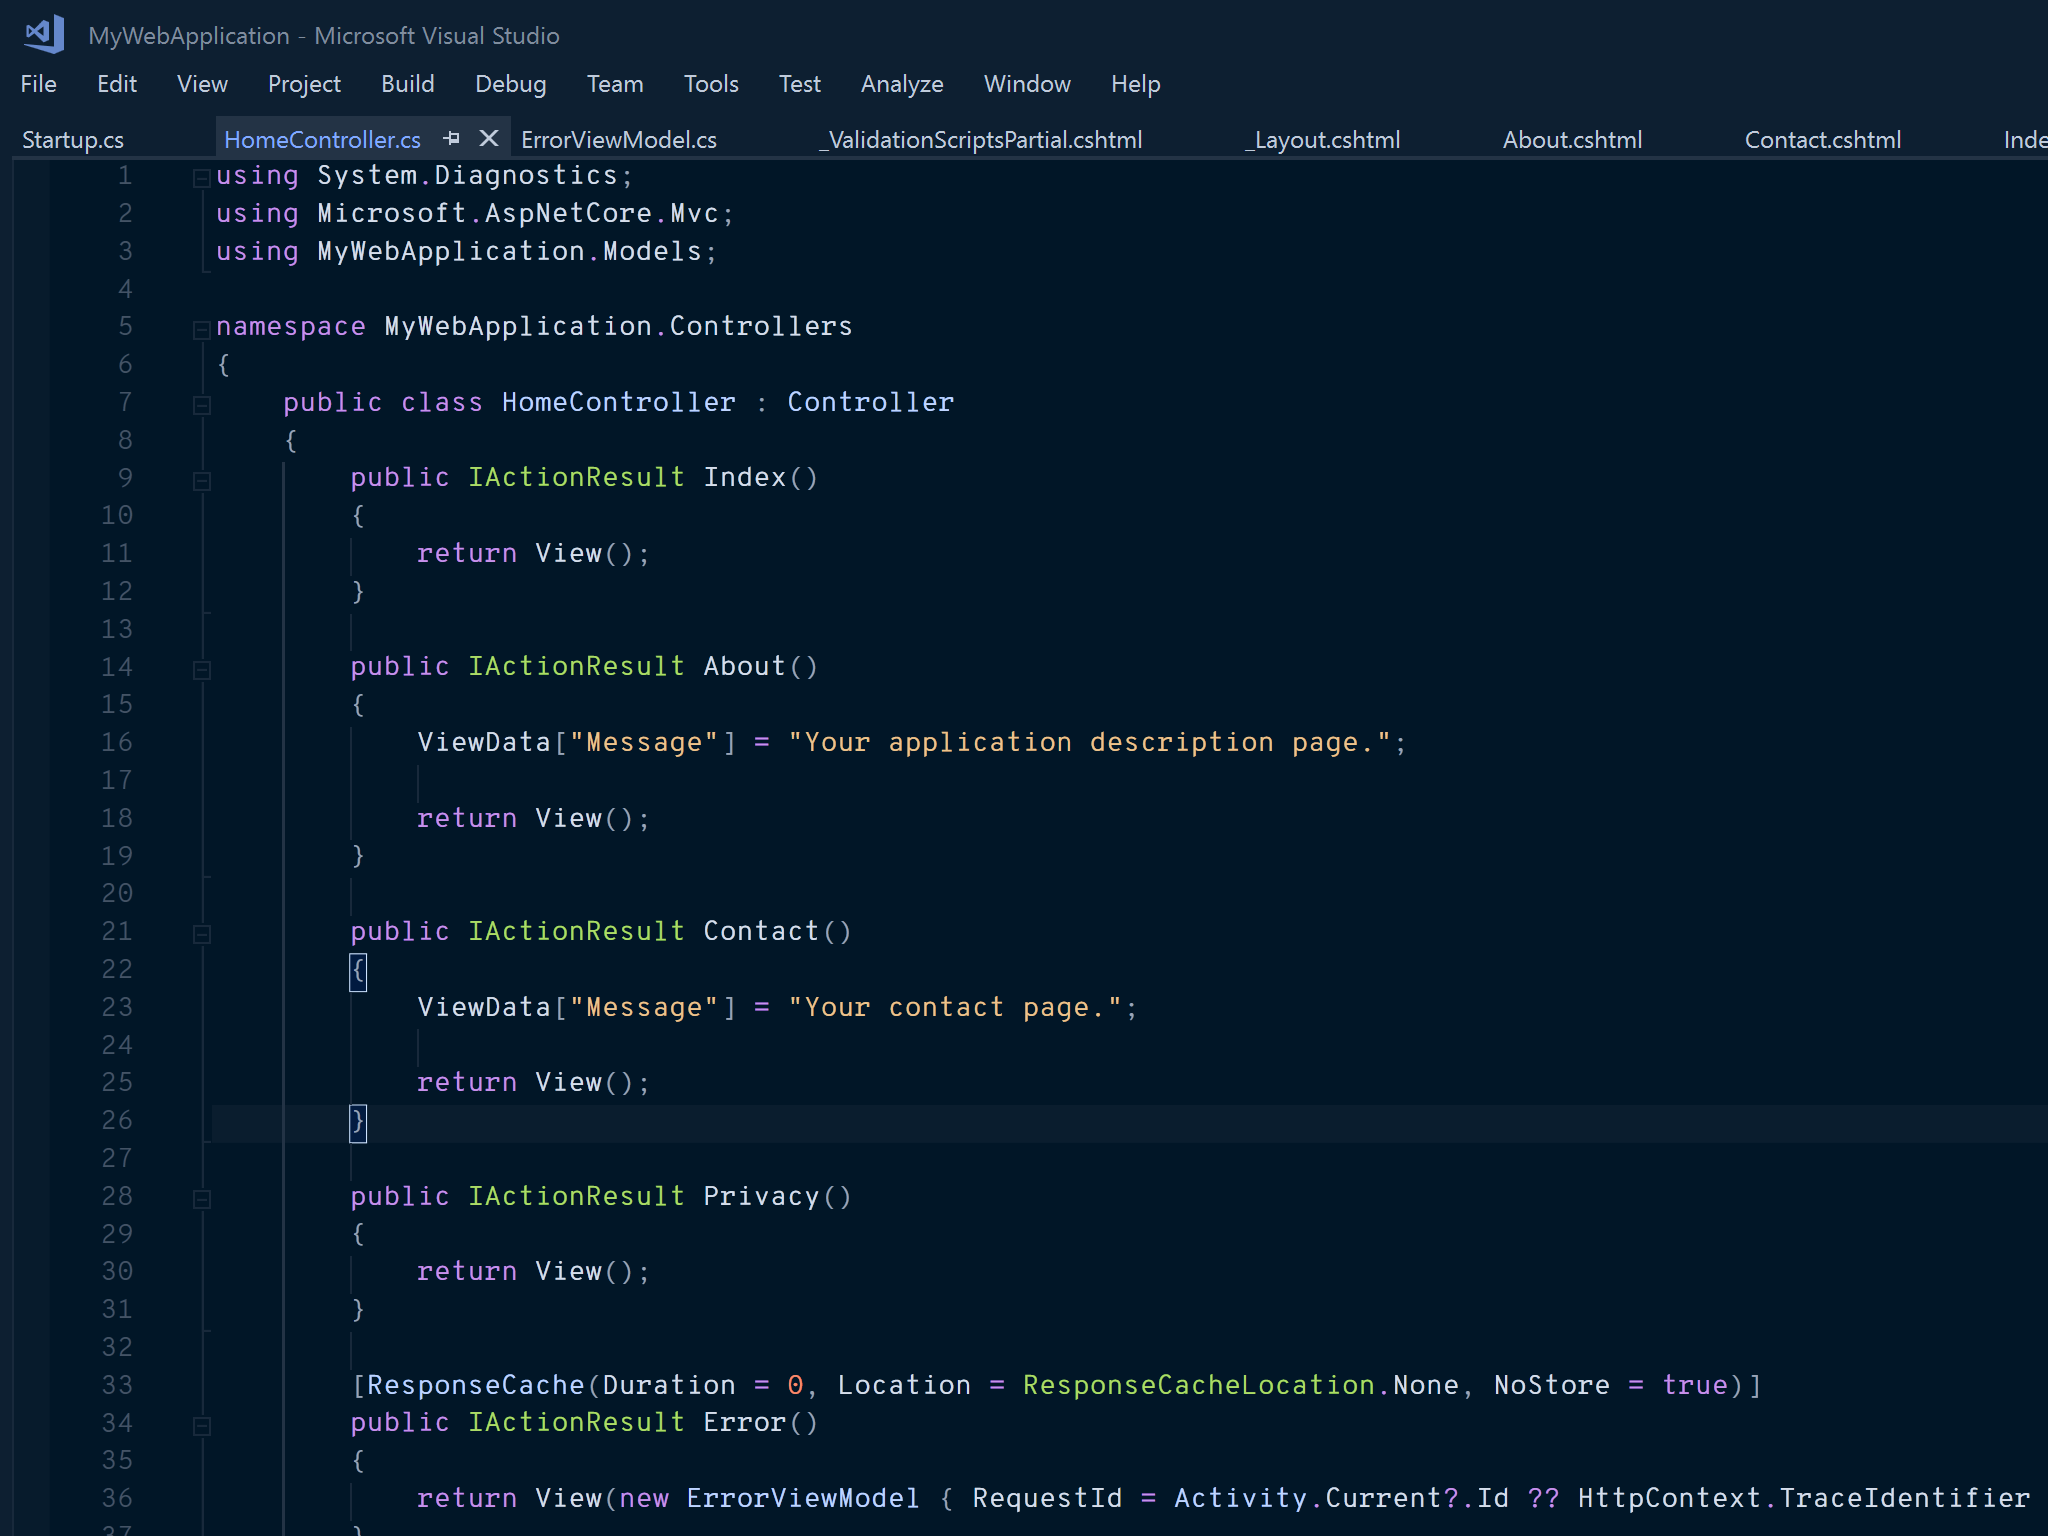 MyWebApplication - Microsoft Visual Studio
File Edit View Project Build Debug Team Tools Test Analyze Window Help
Startup.cs HomeController.cs ErrorViewModel.cs _ValidationScriptsPartial.cshtml _Layout.cshtml About.cshtml Contact.cshtml Inde
1 using System.Diagnostics;
2 using Microsoft.AspNetCore.Mvc;
3 using MyWebApplication.Models;
4
5 namespace MyWebApplication.Controllers
6 {
7 public class HomeController : Controller
8 {
9 public IActionResult Index()
10 {
11 return View();
12 }
13
14 public IActionResult About()
15 {
16 ViewData["Message"] = "Your application description page.";
17
18 return View();
19 }
20
21 public IActionResult Contact()
22 {
23 ViewData["Message"] = "Your contact page.";
24
25 return View();
26 }
27
28 public IActionResult Privacy()
29 {
30 return View();
31 }
32
33 [ResponseCache(Duration = 0, Location = ResponseCacheLocation.None, NoStore = true)]
34 public IActionResult Error()
35 {
36 return View(new ErrorViewModel { RequestId = Activity.Current?.Id ?? HttpContext.TraceIdentifier
37 }